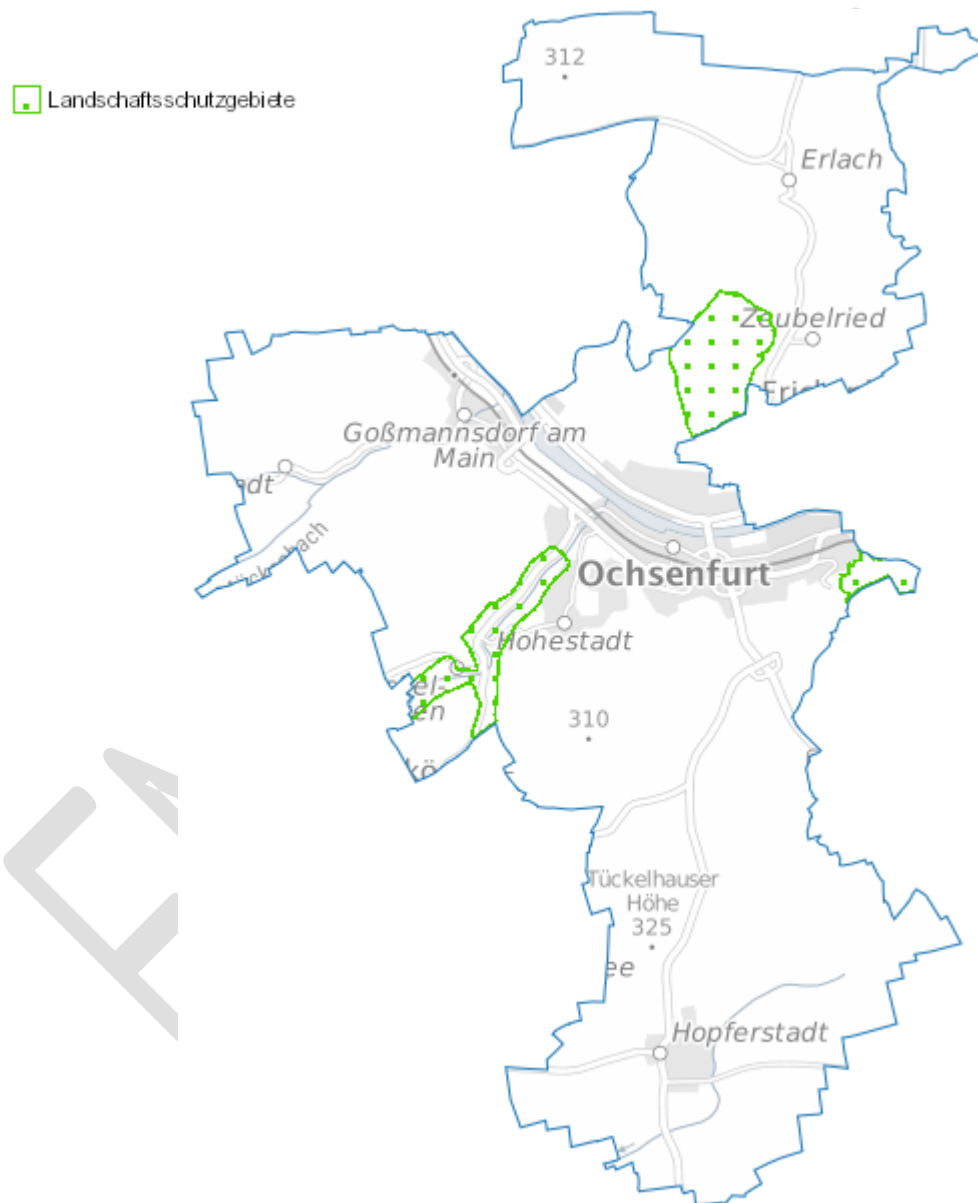 312
Landschaftsschutzgebiete
Erlach
Zeubelried
Goßmannsdorf am
Main
Ochsenfurt
Hohestadt
310
Tückelhauser
Höhe
325
Hopferstadt